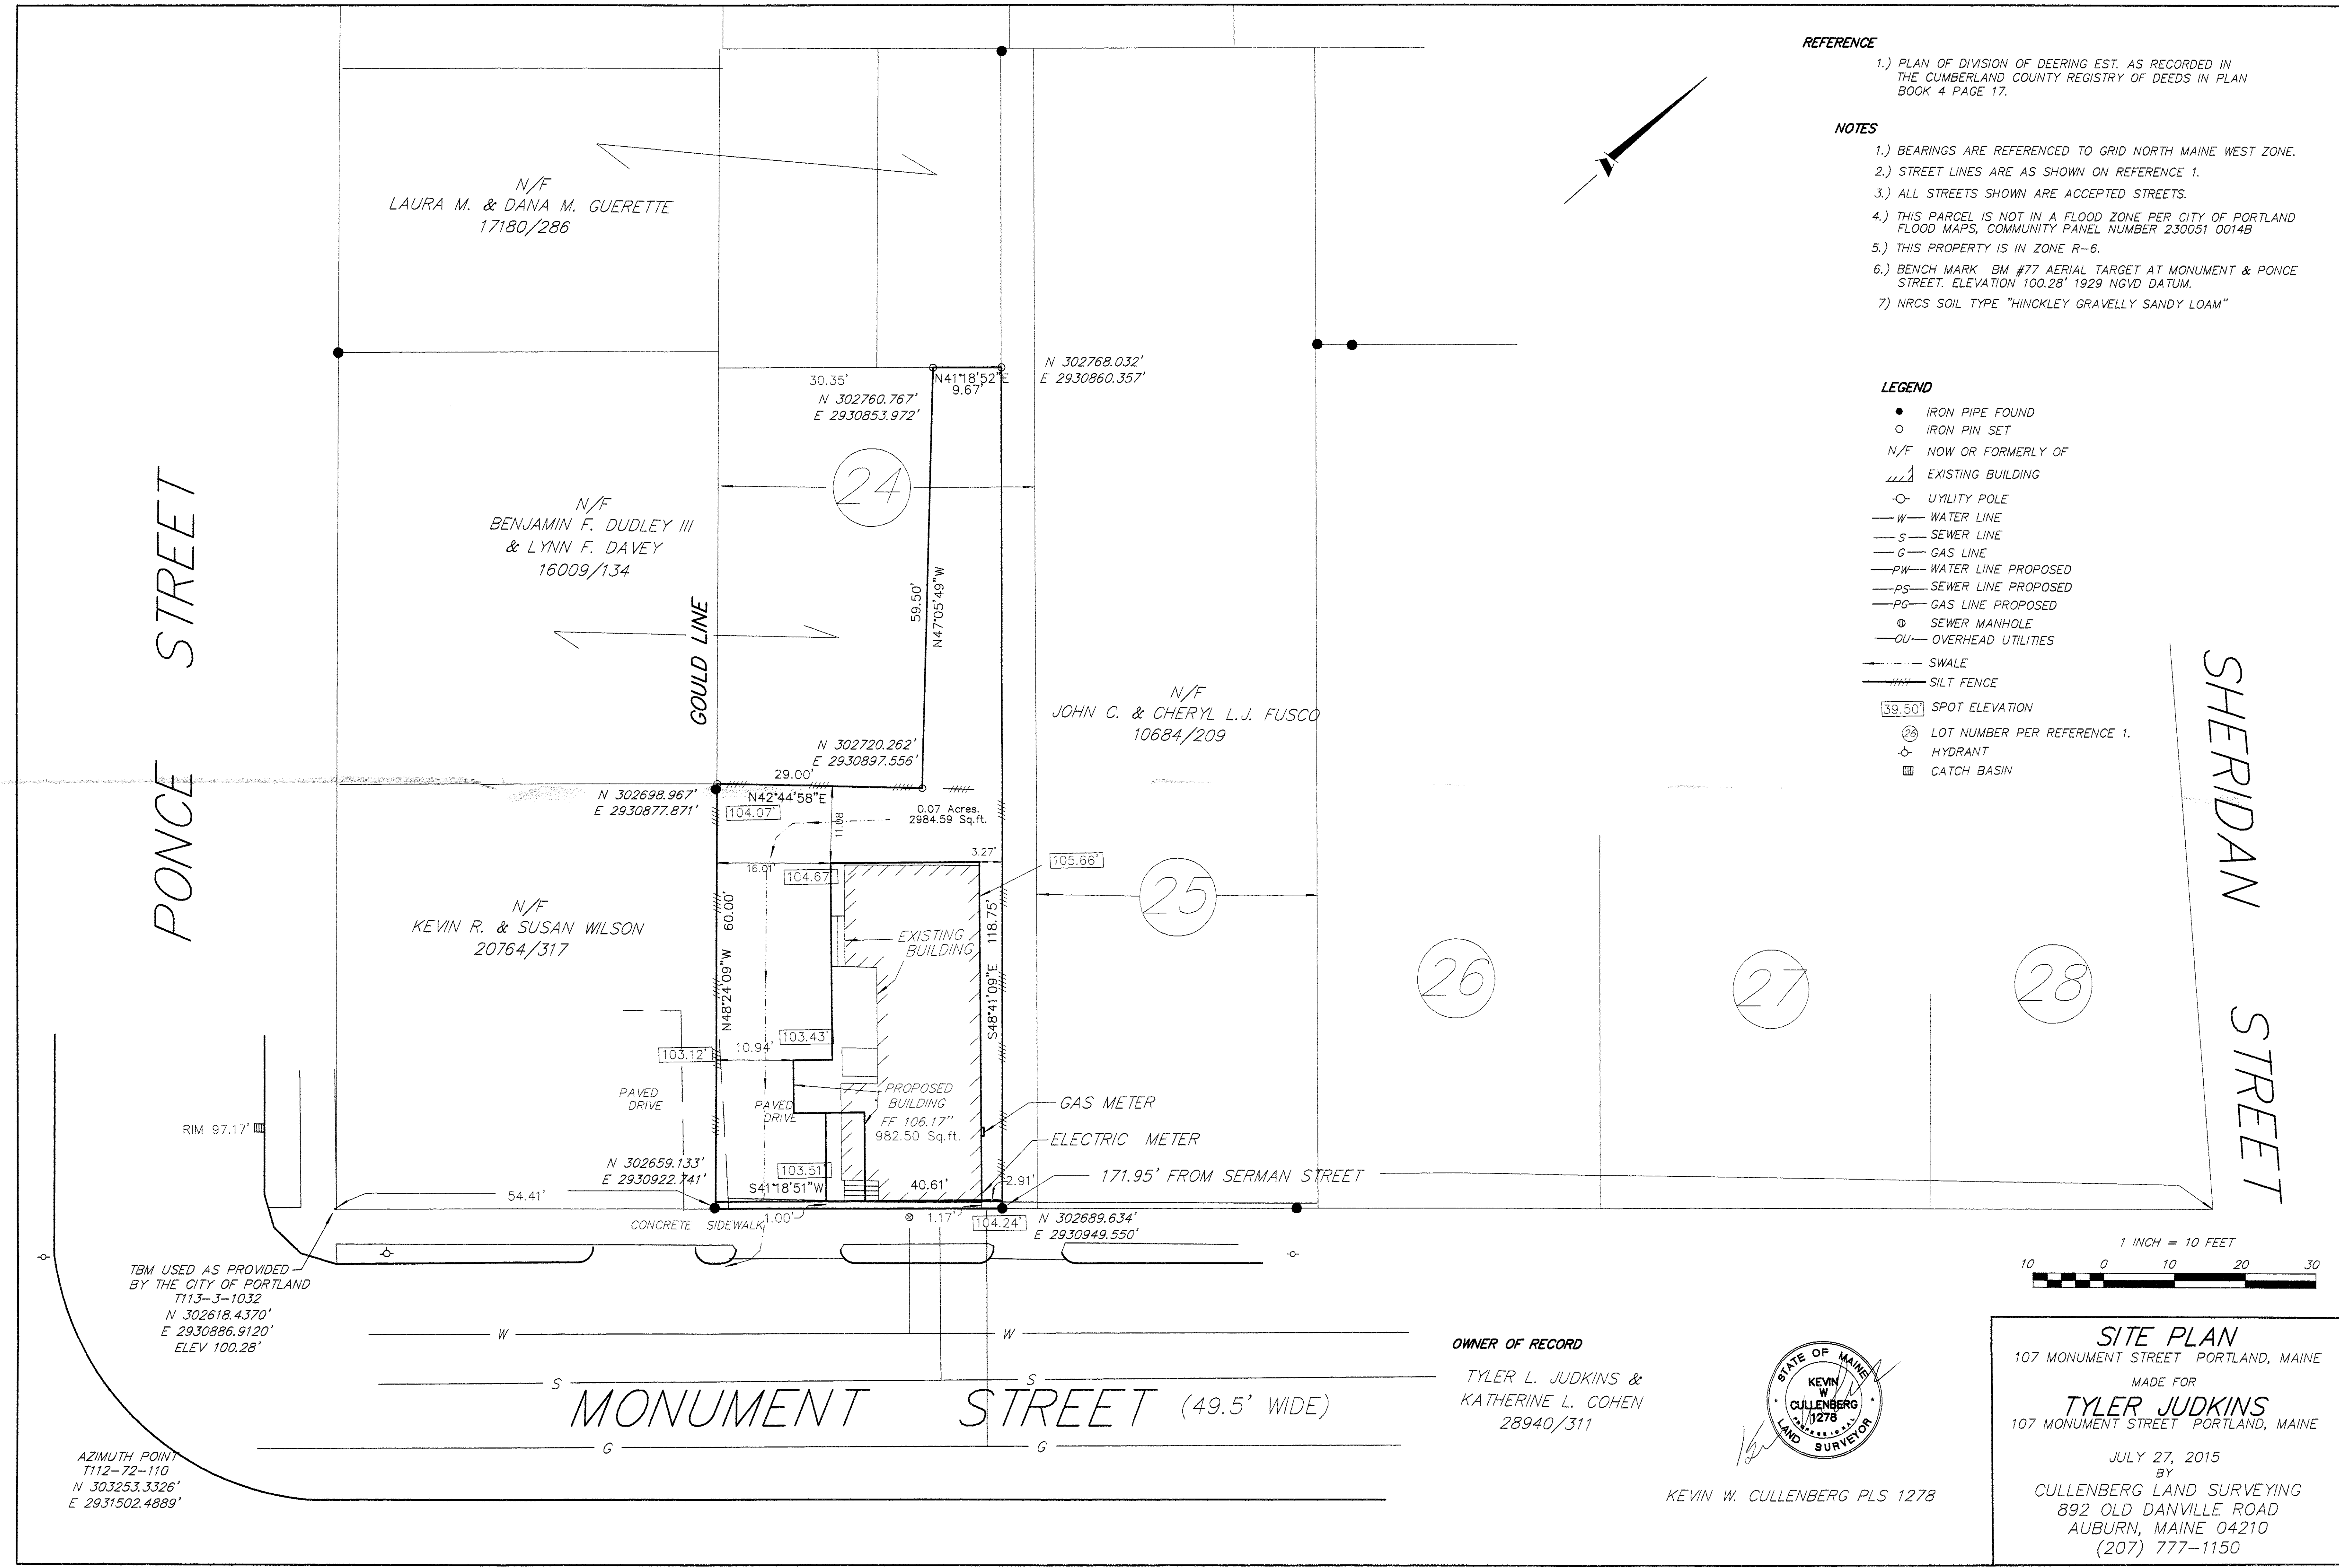 REFERENCE
1.) PLAN OF DIVISION OF DEERING EST. AS RECORDED IN
THE CUMBERLAND COUNTY REGISTRY OF DEEDS IN PLAN
BOOK 4 PAGE 17.
NOTES
1.) BEARINGS ARE REFERENCED TO GRID NORTH MAINE WEST ZONE.
2.) STREET LINES ARE AS SHOWN ON REFERENCE 1.
3.) ALL STREETS SHOWN ARE ACCEPTED STREETS.
4.) THIS PARCEL IS NOT IN A FLOOD ZONE PER CITY OF PORTLAND
FLOOD MAPS, COMMUNITY PANEL NUMBER 230051 0014B
5.) THIS PROPERTY IS IN ZONE R-6.
6.) BENCH MARK BM #77 AERIAL TARGET AT MONUMENT & PONCE
STREET. ELEVATION 100.28' 1929 NGVD DATUM.
7) NRCS SOIL TYPE "HINCKLEY GRAVELLY SANDY LOAM"
LEGEND
IRON PIPE FOUND
IRON PIN SET
N/F NOW OR FORMERLY OF
EXISTING BUILDING
UYILITY POLE
W WATER LINE
S SEWER LINE
G GAS LINE
PW WATER LINE PROPOSED
PS SEWER LINE PROPOSED
PG GAS LINE PROPOSED
SEWER MANHOLE
OU OVERHEAD UTILITIES
SWALE
SILT FENCE
39.50' SPOT ELEVATION
26 LOT NUMBER PER REFERENCE 1.
HYDRANT
CATCH BASIN
N/F
LAURA M. & DANA M. GUERETTE
17180/286
N 302768.032'
E 2930860.357'
30.35'
N41°18'52"E
9.67'
N 302760.767'
E 2930853.972'
24
N/F
BENJAMIN F. DUDLEY III
& LYNN F. DAVEY
16009/134
PONCE STREET
GOULD LINE
59.50'
N47°05'49"W
N/F
JOHN C. & CHERYL L.J. FUSCO
10684/209
SHERIDAN STREET
N 302720.262'
E 2930897.556'
29.00'
N42°44'58"E
N 302698.967'
E 2930877.871'
104.07'
0.07 Acres.
2984.59 Sq.ft.
11.08
3.27'
105.66'
16.01'
104.67'
25
N/F
KEVIN R. & SUSAN WILSON
20764/317
N48°24'09"W 60.00'
EXISTING
BUILDING
S48°41'09"E 118.75'
26
27
28
103.43'
10.94'
103.12'
PAVED
DRIVE
PAVED
DRIVE
PROPOSED
BUILDING
FF 106.17"
982.50 Sq.ft.
GAS METER
ELECTRIC METER
RIM 97.17'
N 302659.133'
E 2930922.741'
103.51'
S41°18'51"W
40.61'
2.91'
171.95' FROM SERMAN STREET
54.41'
CONCRETE SIDEWALK
1.00'
1.17'
104.24'
N 302689.634'
E 2930949.550'
TBM USED AS PROVIDED
BY THE CITY OF PORTLAND
T113-3-1032
N 302618.4370'
E 2930886.9120'
ELEV 100.28'
W W
S S
MONUMENT STREET (49.5' WIDE)
G G
AZIMUTH POINT
T112-72-110
N 303253.3326'
E 2931502.4889'
OWNER OF RECORD
TYLER L. JUDKINS &
KATHERINE L. COHEN
28940/311
STATE OF MAINE
KEVIN
W
CULLENBERG
1278
PROFESSIONAL
LAND SURVEYOR
KEVIN W. CULLENBERG PLS 1278
1 INCH = 10 FEET
10 0 10 20 30
SITE PLAN
107 MONUMENT STREET PORTLAND, MAINE
MADE FOR
TYLER JUDKINS
107 MONUMENT STREET PORTLAND, MAINE
JULY 27, 2015
BY
CULLENBERG LAND SURVEYING
892 OLD DANVILLE ROAD
AUBURN, MAINE 04210
(207) 777-1150